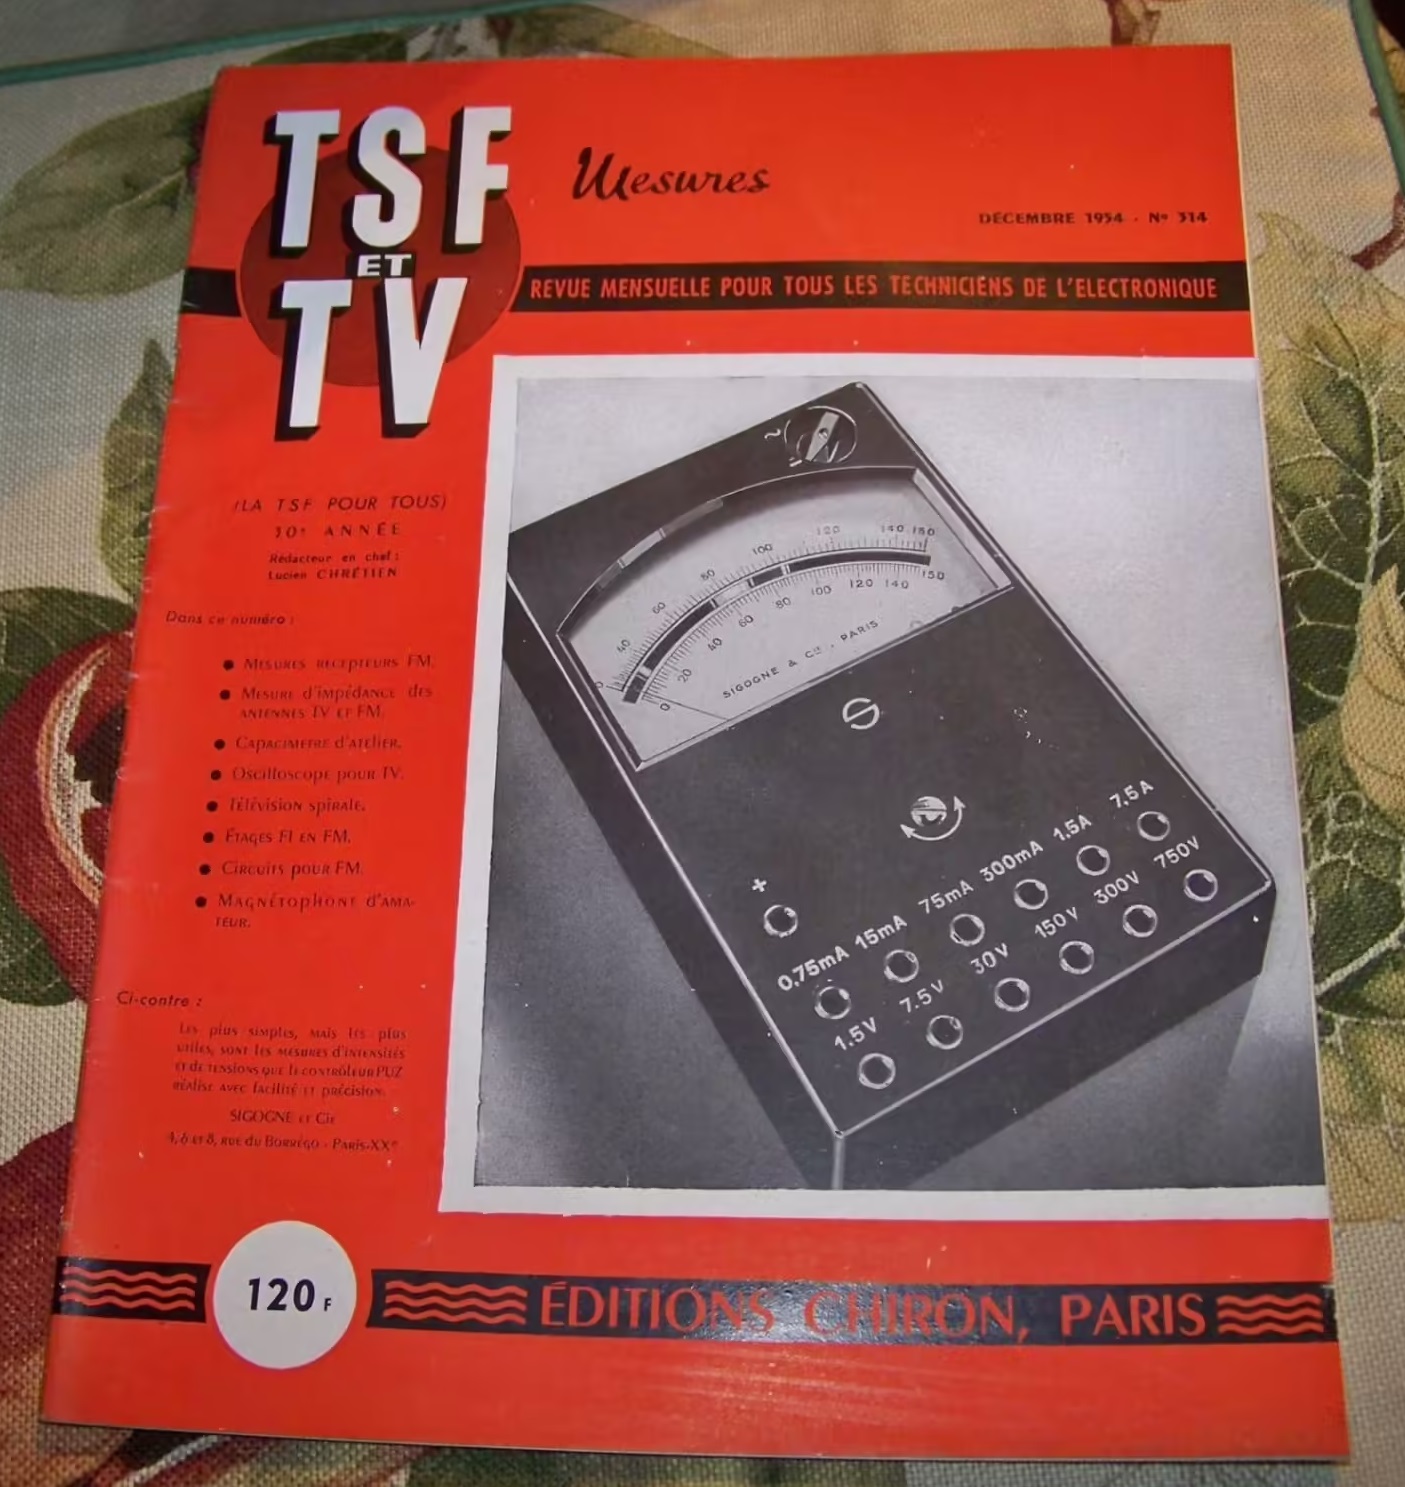 TSF
ET
TV
Mesures
DÉCEMBRE 1954 - No 314
REVUE MENSUELLE POUR TOUS LES TECHNICIENS DE L'ELECTRONIQUE
(LA TSF POUR TOUS)
30e ANNÉE
Rédacteur en chef :
Lucien CHRÉTIEN
Dans ce numéro :
● Mesures récepteurs FM.
● Mesure d'impédance des
antennes TV et FM.
● Capacimètre d'atelier.
● Oscilloscope pour TV.
● Télévision spirale.
● Étages FI en FM.
● Circuits pour FM.
● Magnétophone d'ama-
teur.
Ci-contre :
Les plus simples, mais les plus
utiles, sont les mesures d'intensités
et de tensions que le contrôleur PUZ
réalise avec facilité et précision.
SIGOGNE et Cie
4, 6 et 8, rue du Borrégo - Paris-XXe
~
0 40 60 80 100 120 140 150
0 20 40 60 80 100 120 140 150
SIGOGNE & Cie, PARIS
S
+
0,75mA 15mA 75mA 300mA 1.5A 7,5A
1.5V 7.5V 30V 150V 300V 750V
120 F
ÉDITIONS CHIRON, PARIS